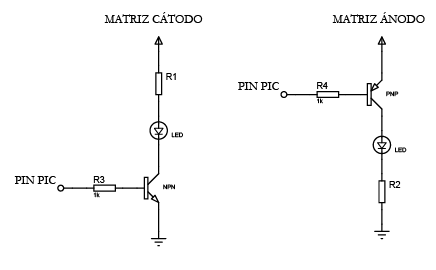 MATRIZ CÁTODO
R1
LED
PIN PIC
R3
1k
NPN
MATRIZ ÁNODO
PIN PIC
R4
1k
PNP
LED
R2